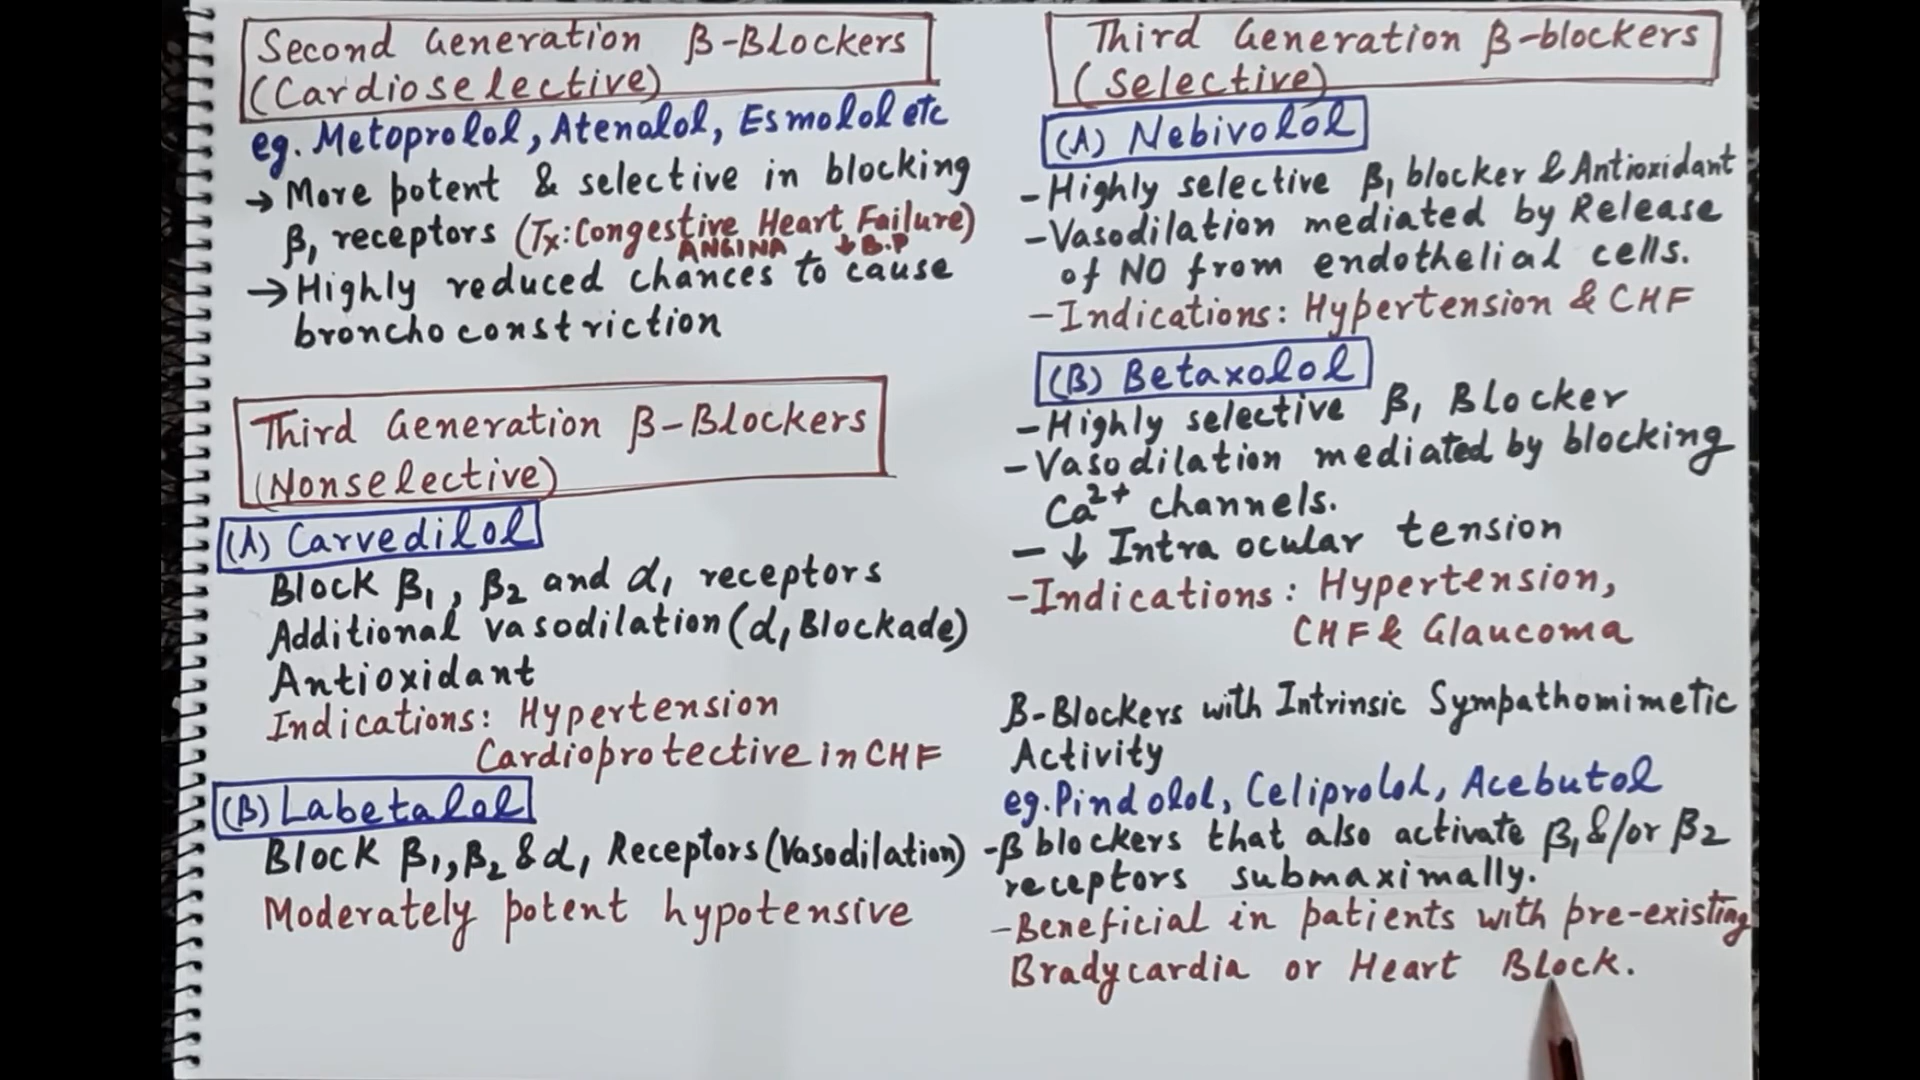 Second Generation β-Blockers
(Cardioselective)
eg. Metoprolol, Atenolol, Esmolol etc
→ More potent & selective in blocking
β1 receptors (Tx: Congestive Heart Failure)
ANGINA ↓ B.P
→ Highly reduced chances to cause
bronchoconstriction
Third Generation β-Blockers
(Nonselective)
(A) Carvedilol
Block β1, β2 and α1 receptors
Additional vasodilation (α1 Blockade)
Antioxidant
Indications: Hypertension
Cardioprotective in CHF
(B) Labetalol
Block β1, β2 & α1 Receptors (Vasodilation)
Moderately potent hypotensive
Third Generation β-blockers
(Selective)
(A) Nebivolol
- Highly selective β1 blocker & Antioxidant
- Vasodilation mediated by Release
of NO from endothelial cells.
- Indications: Hypertension & CHF
(B) Betaxolol
- Highly selective β1 Blocker
- Vasodilation mediated by blocking
Ca2+ channels.
- ↓ Intra ocular tension
- Indications: Hypertension,
CHF & Glaucoma
β-Blockers with Intrinsic Sympathomimetic
Activity
eg. Pindolol, Celiprolol, Acebutol
- β blockers that also activate β1 &/or β2
receptors submaximally.
- Beneficial in patients with pre-existing
Bradycardia or Heart Block.